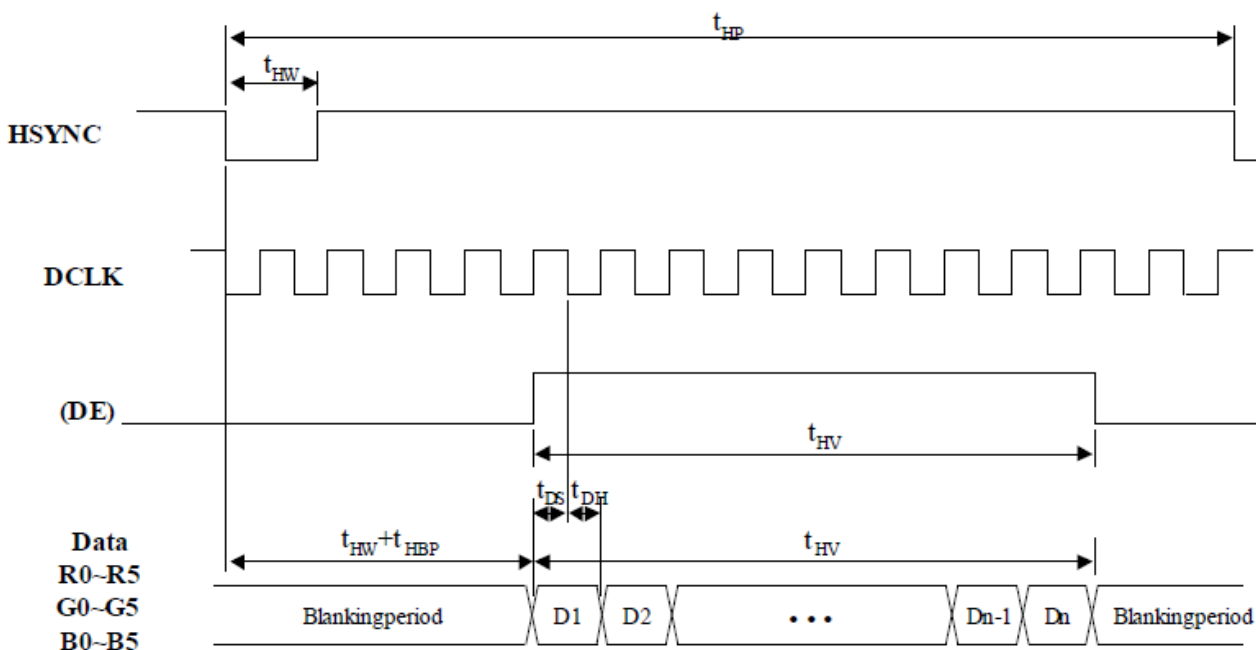 tHP
tHW
HSYNC
DCLK
(DE)
tHV
tDS tDH
tHW+tHBP tHV
Data
R0~R5
G0~G5
B0~B5
Blankingperiod D1 D2 ••• Dn-1 Dn Blankingperiod